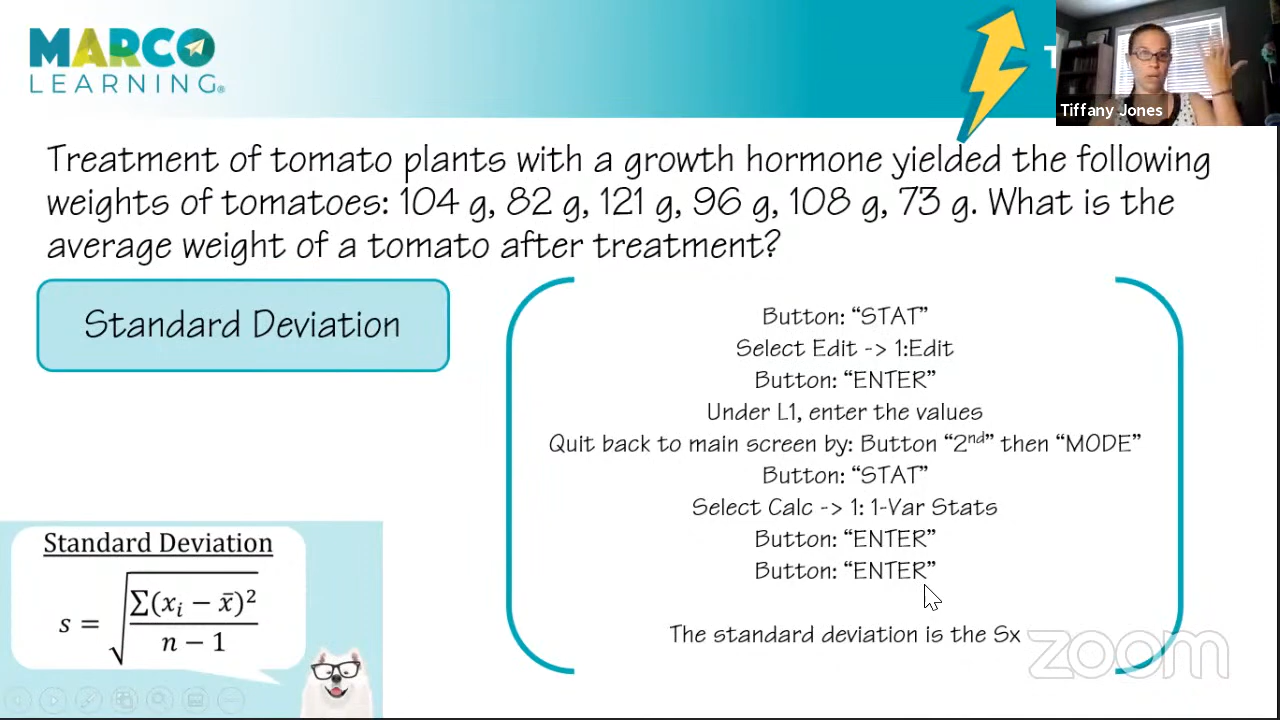 MARCO
LEARNING®
T
Tiffany Jones
Treatment of tomato plants with a growth hormone yielded the following
weights of tomatoes: 104 g, 82 g, 121 g, 96 g, 108 g, 73 g. What is the
average weight of a tomato after treatment?
Standard Deviation
Button: “STAT”
Select Edit -> 1:Edit
Button: “ENTER”
Under L1, enter the values
Quit back to main screen by: Button “2nd” then “MODE”
Button: “STAT”
Select Calc -> 1: 1-Var Stats
Button: “ENTER”
Button: “ENTER”
The standard deviation is the Sx
Standard Deviation
s = √(∑(xᵢ − x̄)² / (n − 1))
zoom